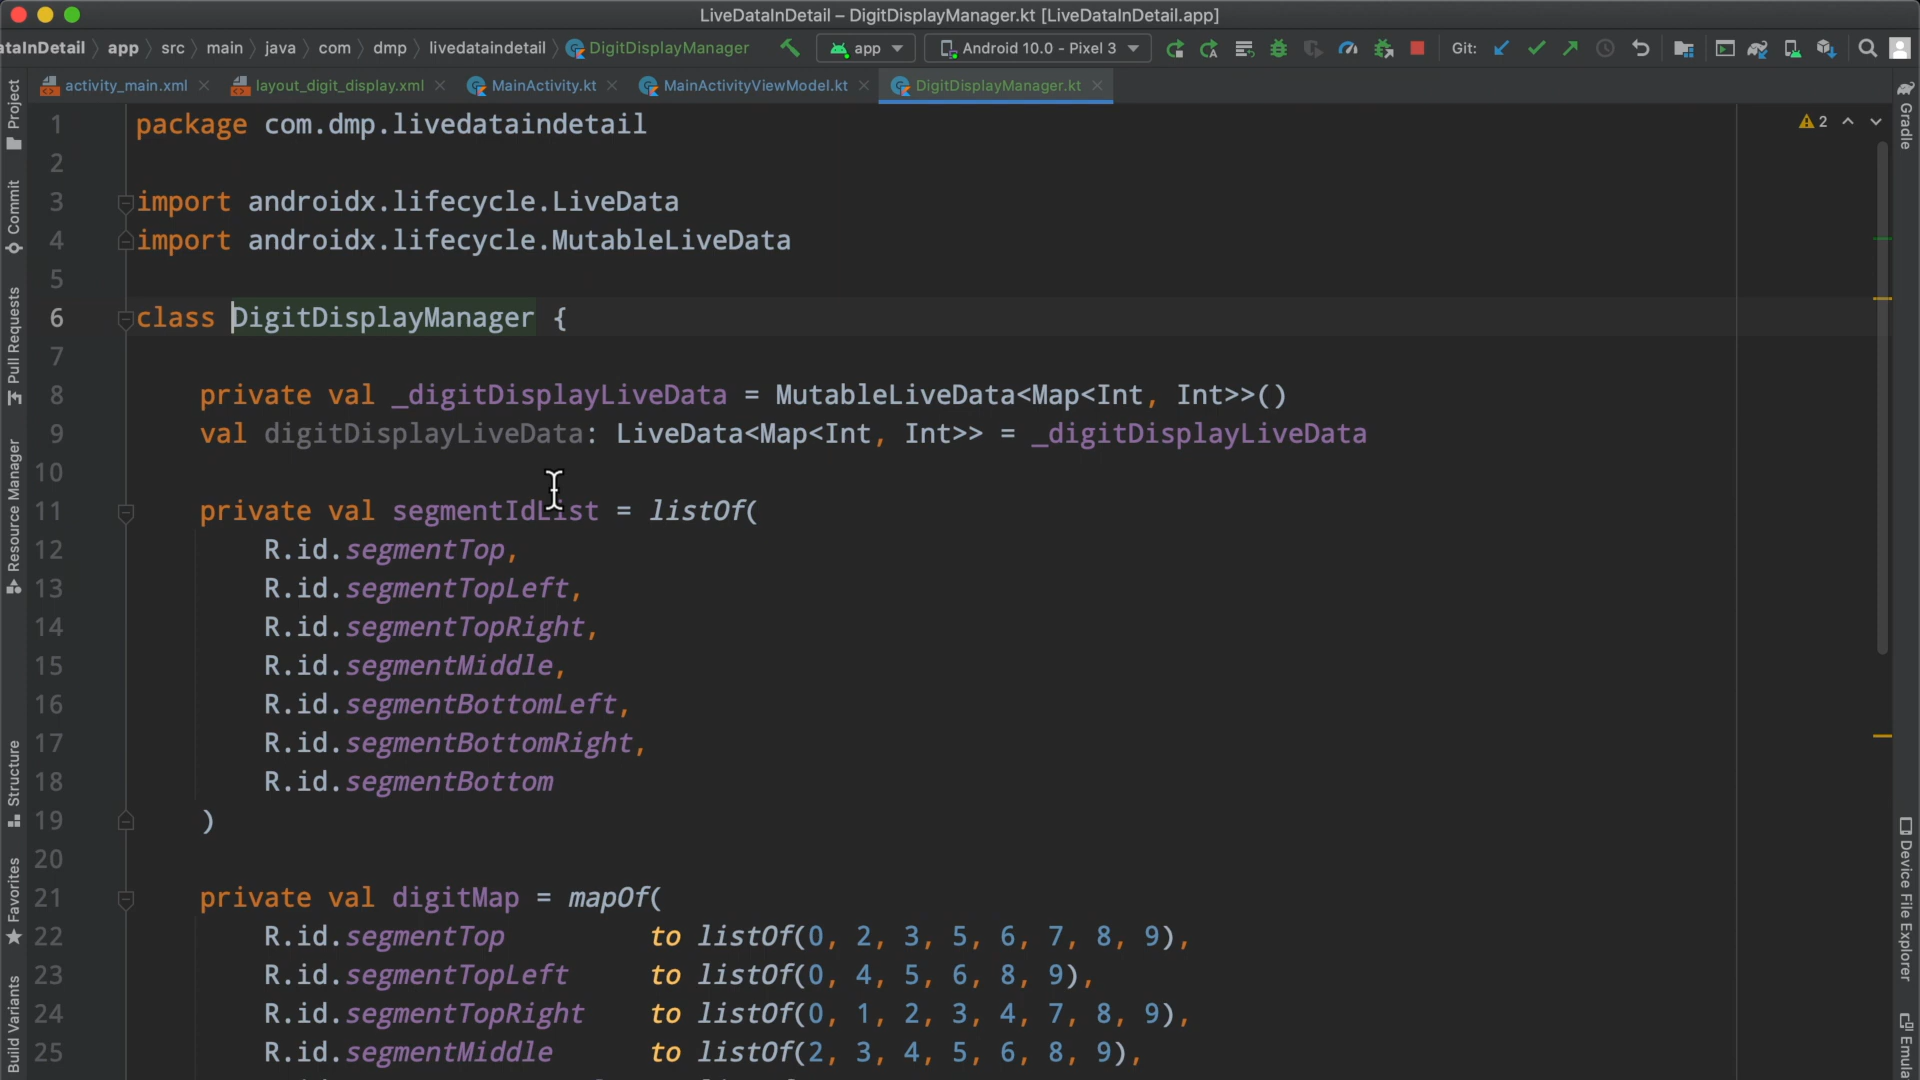 LiveDataInDetail – DigitDisplayManager.kt [LiveDataInDetail.app]
ataInDetail app src main java com dmp livedataindetail DigitDisplayManager app Android 10.0 - Pixel 3 Git:
activity_main.xml layout_digit_display.xml MainActivity.kt MainActivityViewModel.kt DigitDisplayManager.kt
Project
Commit
Pull Requests
Resource Manager
Structure
Favorites
Build Variants
1 package com.dmp.livedataindetail
2
3 import androidx.lifecycle.LiveData
4 import androidx.lifecycle.MutableLiveData
5
6 class DigitDisplayManager {
7
8 private val _digitDisplayLiveData = MutableLiveData<Map<Int, Int>>()
9 val digitDisplayLiveData: LiveData<Map<Int, Int>> = _digitDisplayLiveData
10
11 private val segmentIdList = listOf(
12 R.id.segmentTop,
13 R.id.segmentTopLeft,
14 R.id.segmentTopRight,
15 R.id.segmentMiddle,
16 R.id.segmentBottomLeft,
17 R.id.segmentBottomRight,
18 R.id.segmentBottom
19 )
20
21 private val digitMap = mapOf(
22 R.id.segmentTop to listOf(0, 2, 3, 5, 6, 7, 8, 9),
23 R.id.segmentTopLeft to listOf(0, 4, 5, 6, 8, 9),
24 R.id.segmentTopRight to listOf(0, 1, 2, 3, 4, 7, 8, 9),
25 R.id.segmentMiddle to listOf(2, 3, 4, 5, 6, 8, 9),
2
Gradle
Device File Explorer
Emula